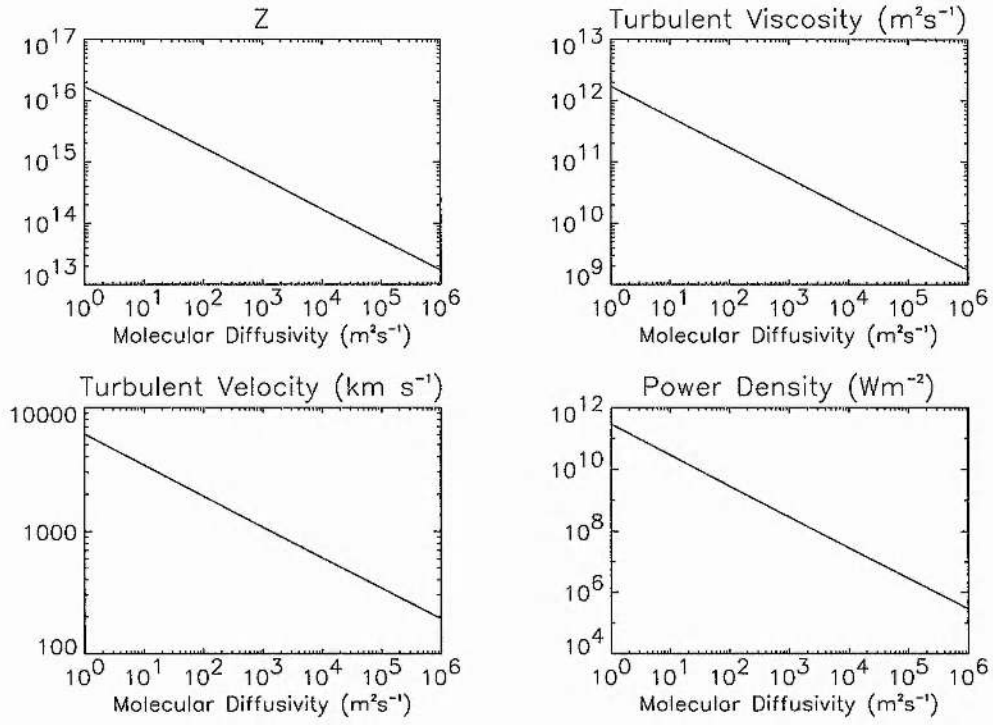 Z
10¹⁷
10¹⁶
10¹⁵
10¹⁴
10¹³
10⁰ 10¹ 10² 10³ 10⁴ 10⁵ 10⁶
Molecular Diffusivity (m²s⁻¹)
Turbulent Viscosity (m²s⁻¹)
10¹³
10¹²
10¹¹
10¹⁰
10⁹
10⁰ 10¹ 10² 10³ 10⁴ 10⁵ 10⁶
Molecular Diffusivity (m²s⁻¹)
Turbulent Velocity (km s⁻¹)
10000
1000
100
10⁰ 10¹ 10² 10³ 10⁴ 10⁵ 10⁶
Molecular Diffusivity (m²s⁻¹)
Power Density (Wm⁻²)
10¹²
10¹⁰
10⁸
10⁶
10⁴
10⁰ 10¹ 10² 10³ 10⁴ 10⁵ 10⁶
Molecular Diffusivity (m²s⁻¹)